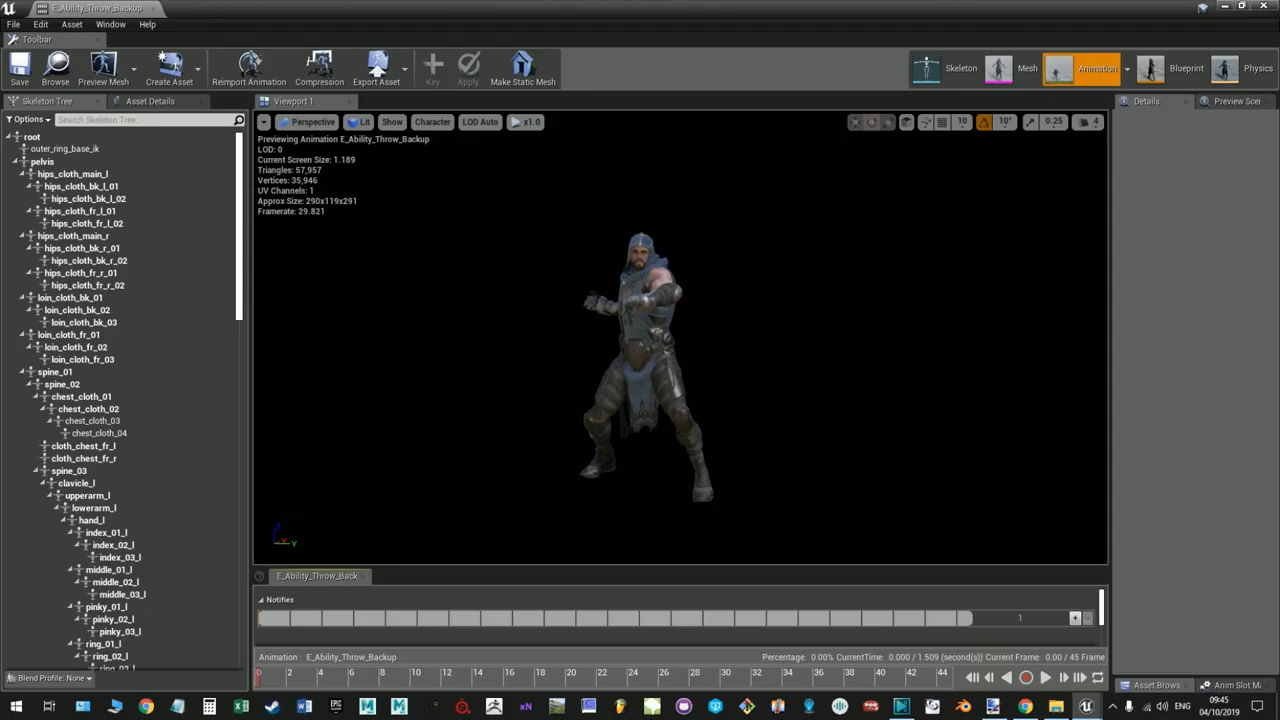 E_Ability_Throw_Backup
File Edit Asset Window Help
Toolbar
Save Browse Preview Mesh Create Asset Reimport Animation Compression Export Asset Key Apply Make Static Mesh Skeleton Mesh Animation Blueprint Physics
Skeleton Tree Asset Details Viewport 1 Details Preview Scer
Options Search Skeleton Tree...
Perspective Lit Show Character LOD Auto x1.0 10 10° 0.25 4
Previewing Animation E_Ability_Throw_Backup
LOD: 0
Current Screen Size: 1.189
Triangles: 57,957
Vertices: 35,946
UV Channels: 1
Approx Size: 290x119x291
Framerate: 29.821
root
outer_ring_base_ik
pelvis
hips_cloth_main_l
hips_cloth_bk_l_01
hips_cloth_bk_l_02
hips_cloth_fr_l_01
hips_cloth_fr_l_02
hips_cloth_main_r
hips_cloth_bk_r_01
hips_cloth_bk_r_02
hips_cloth_fr_r_01
hips_cloth_fr_r_02
loin_cloth_bk_01
loin_cloth_bk_02
loin_cloth_bk_03
loin_cloth_fr_01
loin_cloth_fr_02
loin_cloth_fr_03
spine_01
spine_02
chest_cloth_01
chest_cloth_02
chest_cloth_03
chest_cloth_04
cloth_chest_fr_l
cloth_chest_fr_r
spine_03
clavicle_l
upperarm_l
lowerarm_l
hand_l
index_01_l
index_02_l
index_03_l
middle_01_l
middle_02_l
middle_03_l
pinky_01_l
pinky_02_l
pinky_03_l
ring_01_l
ring_02_l
ring_03_l
Blend Profile: None
Z
X
Y
E_Ability_Throw_Back
Notifies
1
Animation : E_Ability_Throw_Backup Percentage: 0.00% CurrentTime: 0.000 / 1.509 (second(s)) Current Frame: 0.00 / 45 Frame
0 2 4 6 8 10 12 14 16 18 20 22 24 26 28 30 32 34 36 38 40 42 44
Asset Brows Anim Slot M
ENG 09:45
04/10/2019